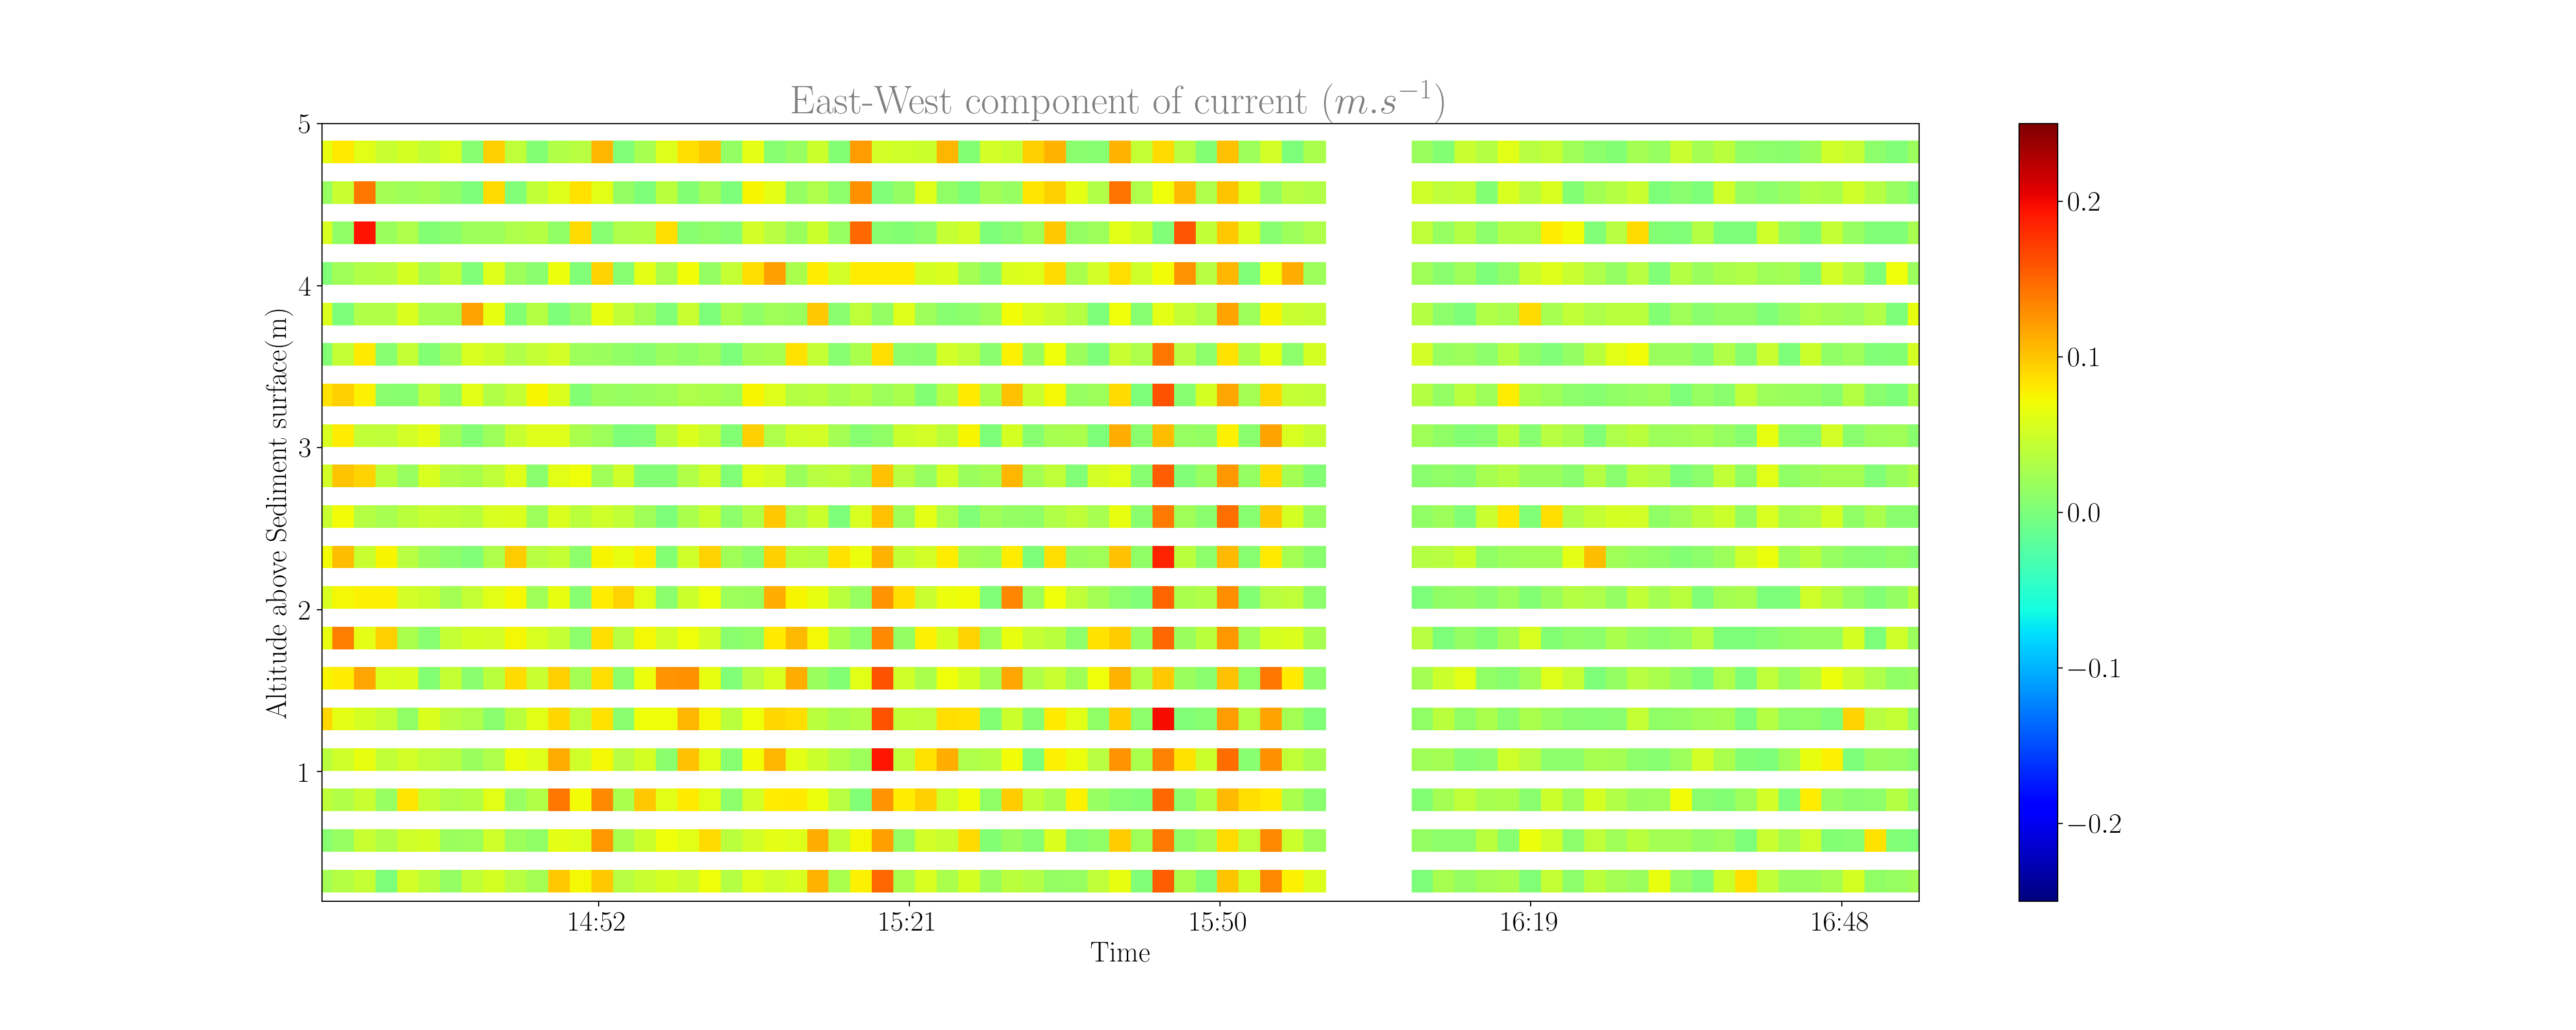 East-West component of current (m.s⁻¹)
5
4
3
2
1
Altitude above Sediment surface(m)
14:52 15:21 15:50 16:19 16:48
Time
0.2
0.1
0.0
−0.1
−0.2